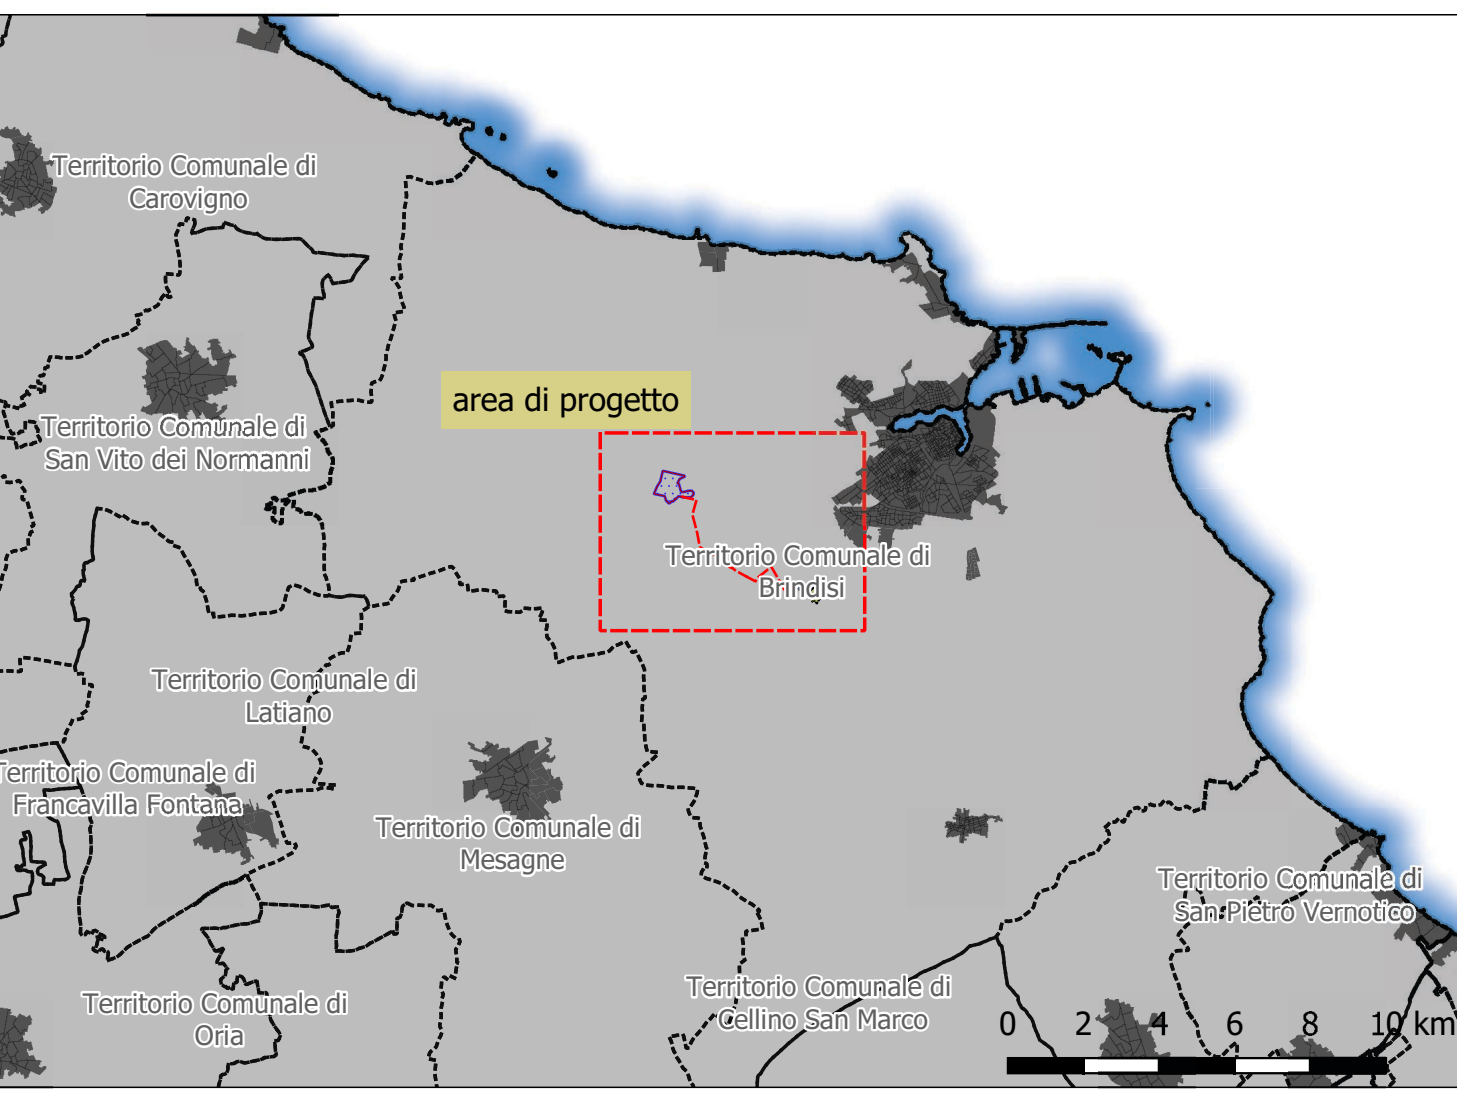 Territorio Comunale di
Carovigno
area di progetto
Territorio Comunale di
San Vito dei Normanni
Territorio Comunale di
Brindisi
Territorio Comunale di
Latiano
Territorio Comunale di
Francavilla Fontana
Territorio Comunale di
Mesagne
Territorio Comunale di
San Pietro Vernotico
Territorio Comunale di
Cellino San Marco
Territorio Comunale di
Oria
0 2 4 6 8 10 km